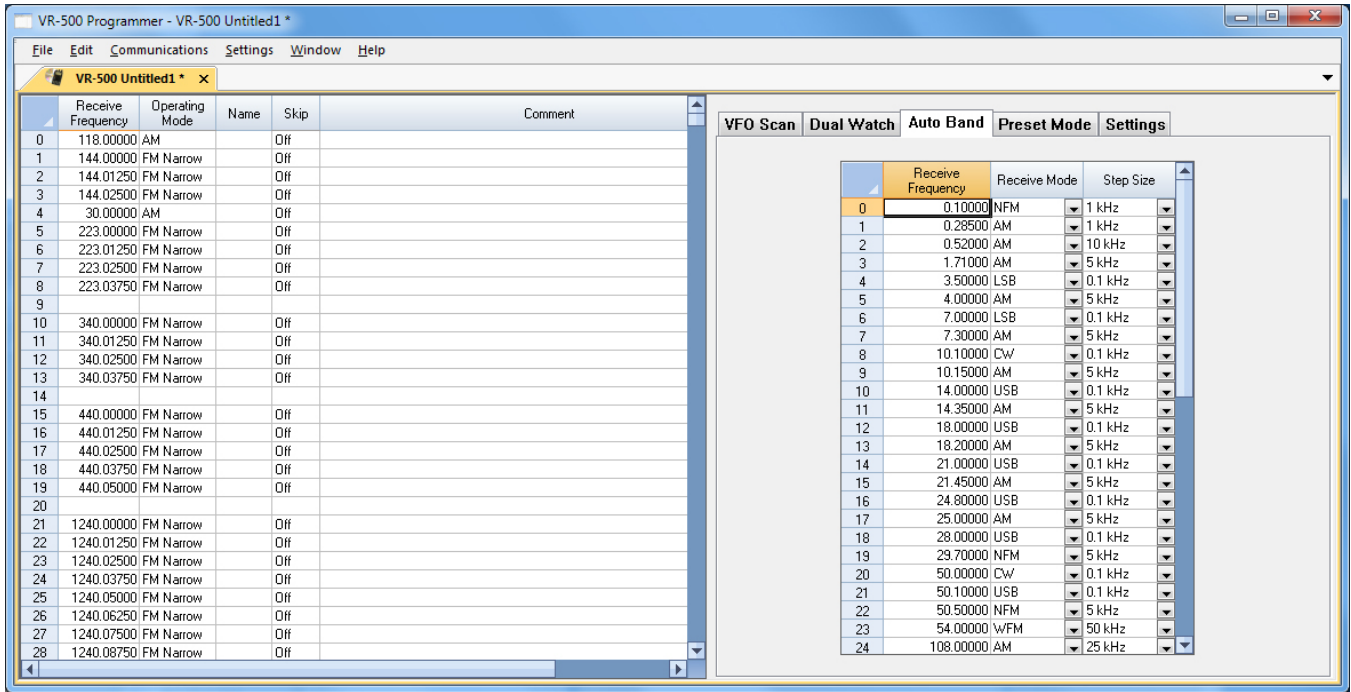 VR-500 Programmer - VR-500 Untitled1 *
File Edit Communications Settings Window Help
VR-500 Untitled1 * x
Receive Frequency Operating Mode Name Skip Comment
0 118.00000 AM Off
1 144.00000 FM Narrow Off
2 144.01250 FM Narrow Off
3 144.02500 FM Narrow Off
4 30.00000 AM Off
5 223.00000 FM Narrow Off
6 223.01250 FM Narrow Off
7 223.02500 FM Narrow Off
8 223.03750 FM Narrow Off
9
10 340.00000 FM Narrow Off
11 340.01250 FM Narrow Off
12 340.02500 FM Narrow Off
13 340.03750 FM Narrow Off
14
15 440.00000 FM Narrow Off
16 440.01250 FM Narrow Off
17 440.02500 FM Narrow Off
18 440.03750 FM Narrow Off
19 440.05000 FM Narrow Off
20
21 1240.00000 FM Narrow Off
22 1240.01250 FM Narrow Off
23 1240.02500 FM Narrow Off
24 1240.03750 FM Narrow Off
25 1240.05000 FM Narrow Off
26 1240.06250 FM Narrow Off
27 1240.07500 FM Narrow Off
28 1240.08750 FM Narrow Off
VFO Scan Dual Watch Auto Band Preset Mode Settings
Receive Frequency Receive Mode Step Size
0 0.10000 NFM 1 kHz
1 0.28500 AM 1 kHz
2 0.52000 AM 10 kHz
3 1.71000 AM 5 kHz
4 3.50000 LSB 0.1 kHz
5 4.00000 AM 5 kHz
6 7.00000 LSB 0.1 kHz
7 7.30000 AM 5 kHz
8 10.10000 CW 0.1 kHz
9 10.15000 AM 5 kHz
10 14.00000 USB 0.1 kHz
11 14.35000 AM 5 kHz
12 18.00000 USB 0.1 kHz
13 18.20000 AM 5 kHz
14 21.00000 USB 0.1 kHz
15 21.45000 AM 5 kHz
16 24.80000 USB 0.1 kHz
17 25.00000 AM 5 kHz
18 28.00000 USB 0.1 kHz
19 29.70000 NFM 5 kHz
20 50.00000 CW 0.1 kHz
21 50.10000 USB 0.1 kHz
22 50.50000 NFM 5 kHz
23 54.00000 WFM 50 kHz
24 108.00000 AM 25 kHz